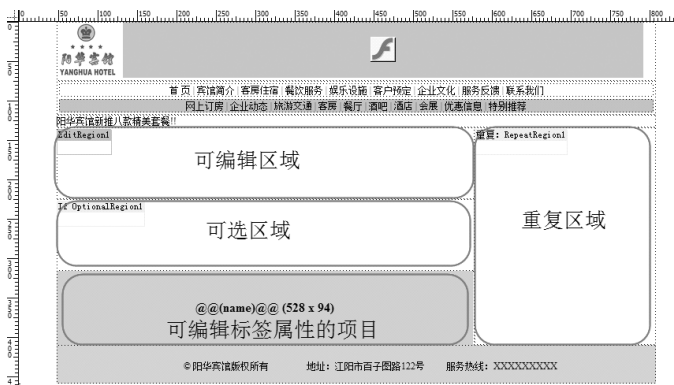 0 50 100 150 200 250 300 350 400 450 500 550 600 650 700 750 800
阳华宾馆
YANGHUA HOTEL
首 页 | 宾馆简介 | 客房住宿 | 餐饮服务 | 娱乐设施 | 客户预定 | 企业文化 | 服务反馈 | 联系我们
网上订房 | 企业动态 | 旅游交通 | 客房 | 餐厅 | 酒吧 | 酒店 | 会展 | 优惠信息 | 特别推荐
阳华宾馆新推八款精美套餐!!
EditRegion1
重复: RepeatRegion1
可编辑区域
If OptionalRegion1
可选区域
重复区域
@@(name)@@ (528 x 94)
可编辑标签属性的项目
©阳华宾馆版权所有 地址：江阳市百子图路122号 服务热线：XXXXXXXXX